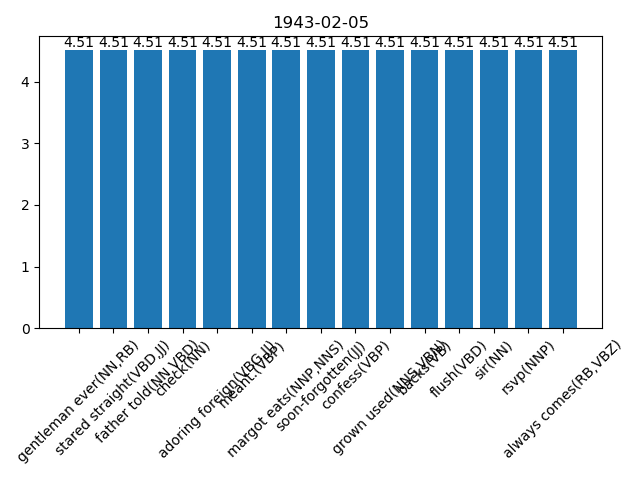 1943-02-05
4.51 4.51 4.51 4.51 4.51 4.51 4.51 4.51 4.51 4.51 4.51 4.51 4.51 4.51 4.51
4
3
2
1
0
gentleman ever(NN,RB)
stared straight(VBD,JJ)
father told(NN,VBD)
check(NN)
adoring foreign(VBG,JJ)
meant.(VBP)
margot eats(NNP,NNS)
soon-forgotten(JJ)
confess(VBP)
grown used(NNS,VBN)
flush(VBD)
sir(NN)
rsvp(NNP)
always comes(RB,VBZ)